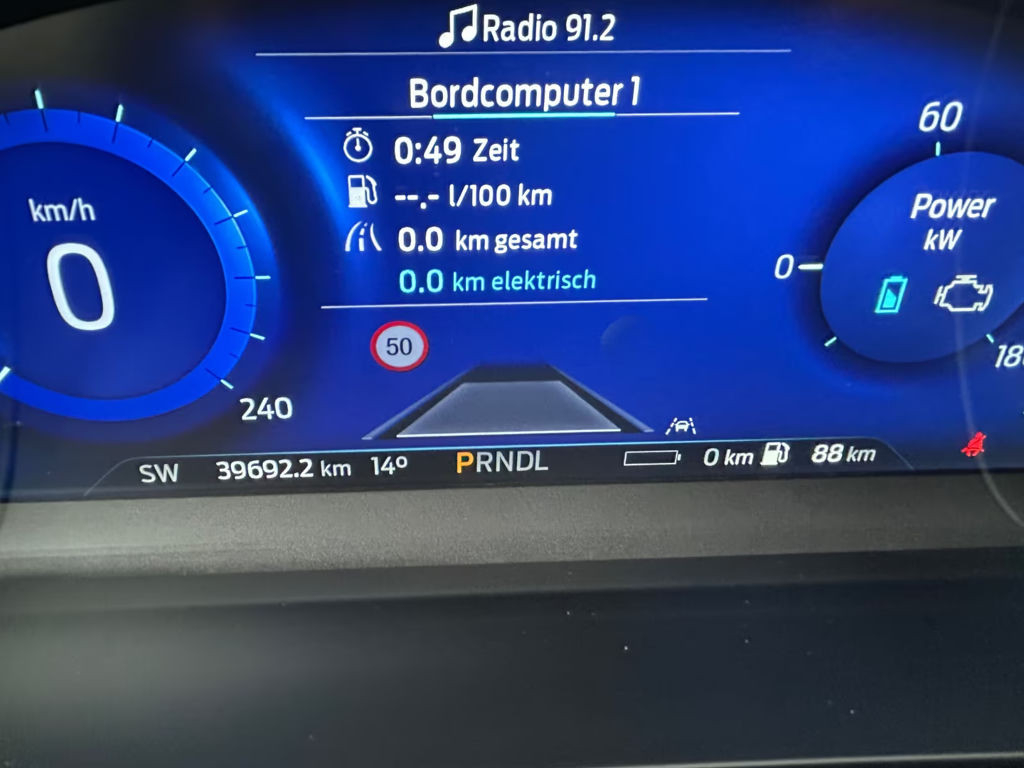 Radio 91.2
Bordcomputer 1
0:49 Zeit
--.- l/100 km
0.0 km gesamt
0.0 km elektrisch
km/h
0
240
50
60
Power
kW
0
SW 39692.2 km 14° PRNDL 0 km 88 km